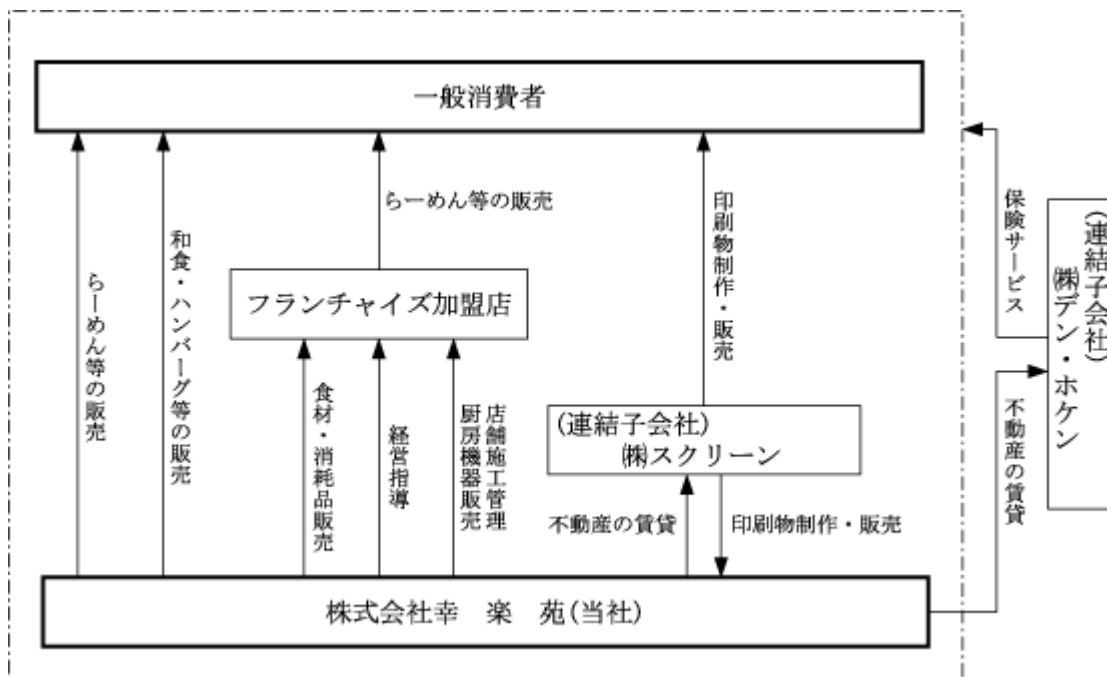 一般消費者
らーめん等の販売
和食・ハンバーグ等の販売
らーめん等の販売
印刷物制作・販売
保険サービス
(連結子会社)
㈱デン・ホケン
フランチャイズ加盟店
食材・消耗品販売
経営指導
店舗施工管理
厨房機器販売
(連結子会社)
㈱スクリーン
不動産の賃貸
印刷物制作・販売
不動産の賃貸
株式会社幸　楽　苑(当社)